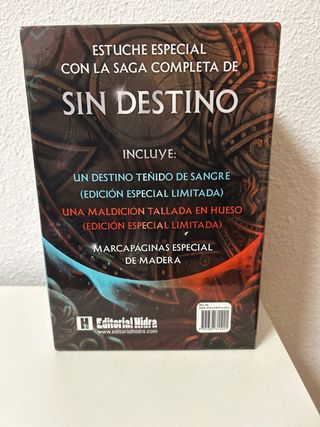 ESTUCHE ESPECIAL
CON LA SAGA COMPLETA DE
SIN DESTINO
INCLUYE:
UN DESTINO TEÑIDO DE SANGRE
(EDICIÓN ESPECIAL LIMITADA)
UNA MALDICIÓN TALLADA EN HUESO
(EDICIÓN ESPECIAL LIMITADA)
MARCAPÁGINAS ESPECIAL
DE MADERA
H Editorial Hidra
www.editorialhidra.com